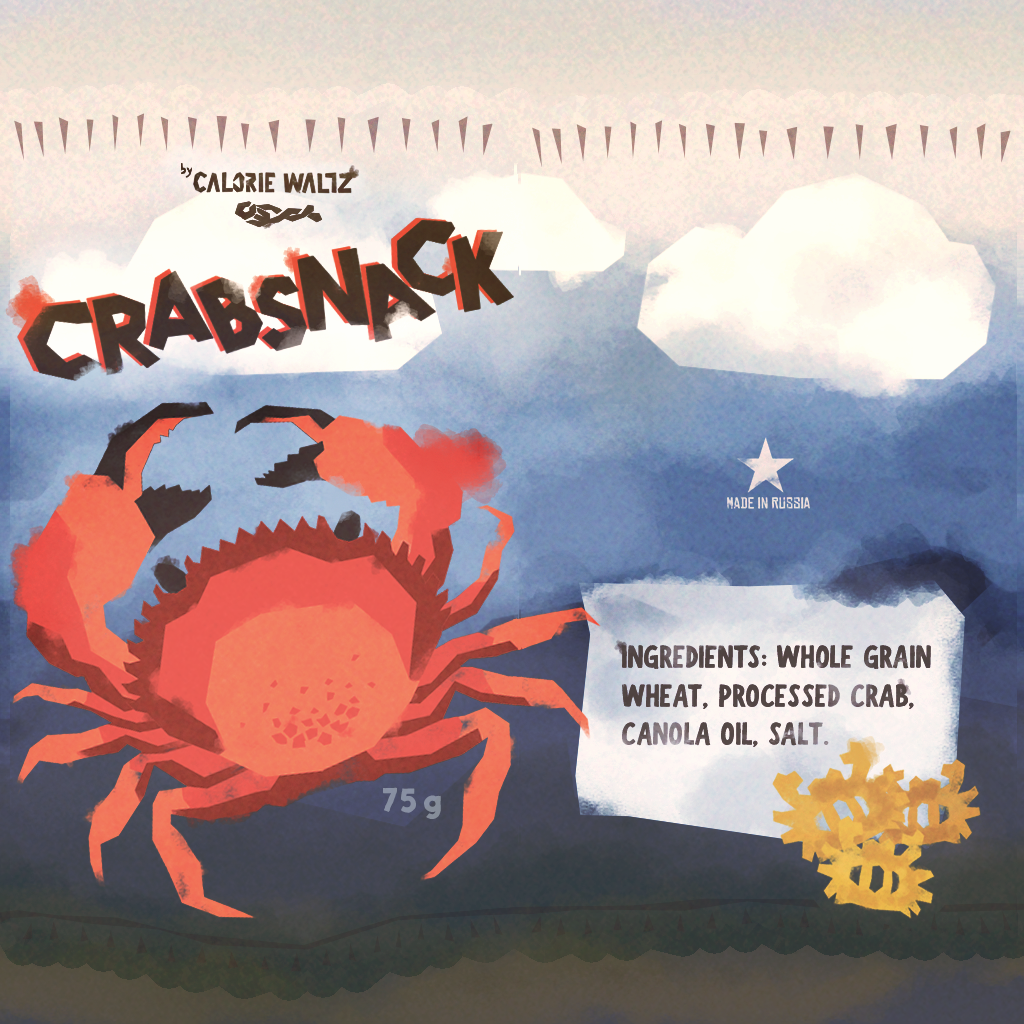 by CALORIE WALTZ
CRABSNACK
MADE IN RUSSIA
INGREDIENTS: WHOLE GRAIN
WHEAT, PROCESSED CRAB,
CANOLA OIL, SALT.
75 g